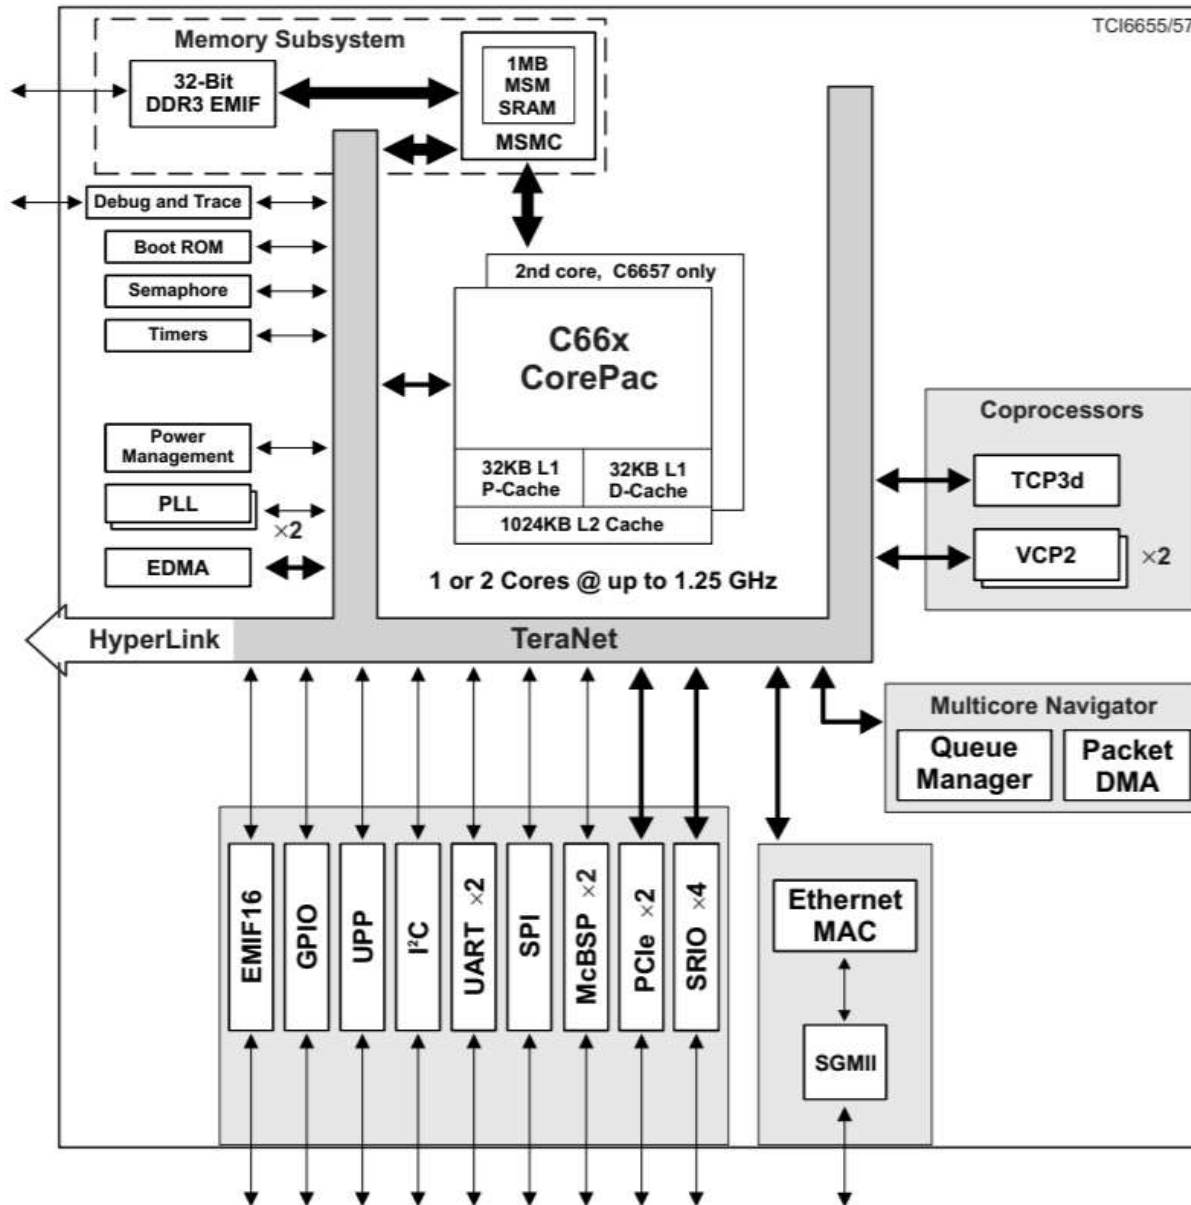 TCI6655/57
Memory Subsystem
32-Bit
DDR3 EMIF
1MB
MSM
SRAM
MSMC
Debug and Trace
Boot ROM
Semaphore
Timers
2nd core, C6657 only
C66x
CorePac
32KB L1
P-Cache
32KB L1
D-Cache
1024KB L2 Cache
Power
Management
PLL
×2
EDMA
1 or 2 Cores @ up to 1.25 GHz
Coprocessors
TCP3d
VCP2
×2
HyperLink
TeraNet
Multicore Navigator
Queue
Manager
Packet
DMA
EMIF16
GPIO
UPP
I²C
UART ×2
SPI
McBSP ×2
PCIe ×2
SRIO ×4
Ethernet
MAC
SGMII